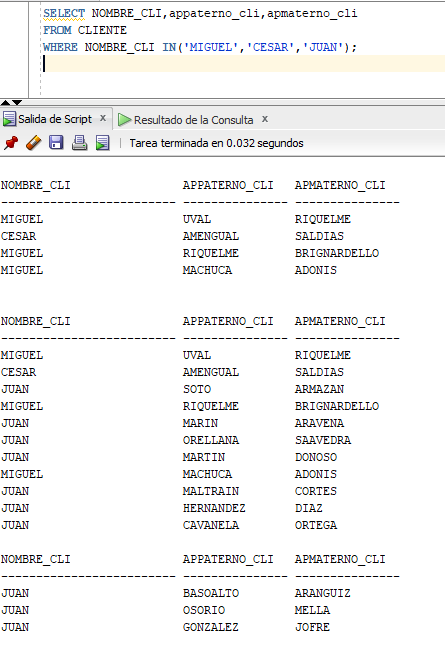 SELECT NOMBRE_CLI,appaterno_cli,apmaterno_cli
FROM CLIENTE
WHERE NOMBRE_CLI IN('MIGUEL','CESAR','JUAN');
Salida de Script x Resultado de la Consulta x
Tarea terminada en 0.032 segundos
NOMBRE_CLI APPATERNO_CLI APMATERNO_CLI
------------------------- --------------- ---------------
MIGUEL UVAL RIQUELME
CESAR AMENGUAL SALDIAS
MIGUEL RIQUELME BRIGNARDELLO
MIGUEL MACHUCA ADONIS
NOMBRE_CLI APPATERNO_CLI APMATERNO_CLI
------------------------- --------------- ---------------
MIGUEL UVAL RIQUELME
CESAR AMENGUAL SALDIAS
JUAN SOTO ARMAZAN
MIGUEL RIQUELME BRIGNARDELLO
JUAN MARIN ARAVENA
JUAN ORELLANA SAAVEDRA
JUAN MARTIN DONOSO
MIGUEL MACHUCA ADONIS
JUAN MALTRAIN CORTES
JUAN HERNANDEZ DIAZ
JUAN CAVANELA ORTEGA
NOMBRE_CLI APPATERNO_CLI APMATERNO_CLI
------------------------- --------------- ---------------
JUAN BASOALTO ARANGUIZ
JUAN OSORIO MELLA
JUAN GONZALEZ JOFRE